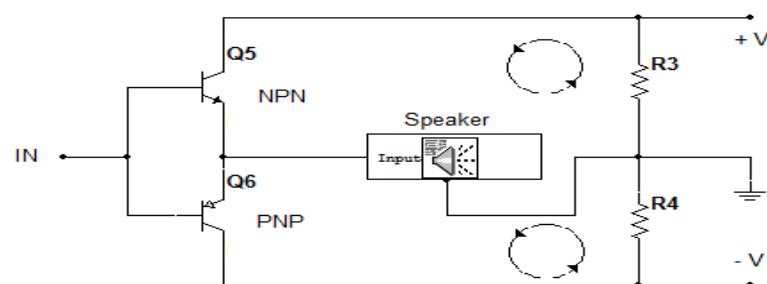 Q5
+ V
R3
NPN
Speaker
IN
Input
Q6
R4
PNP
- V